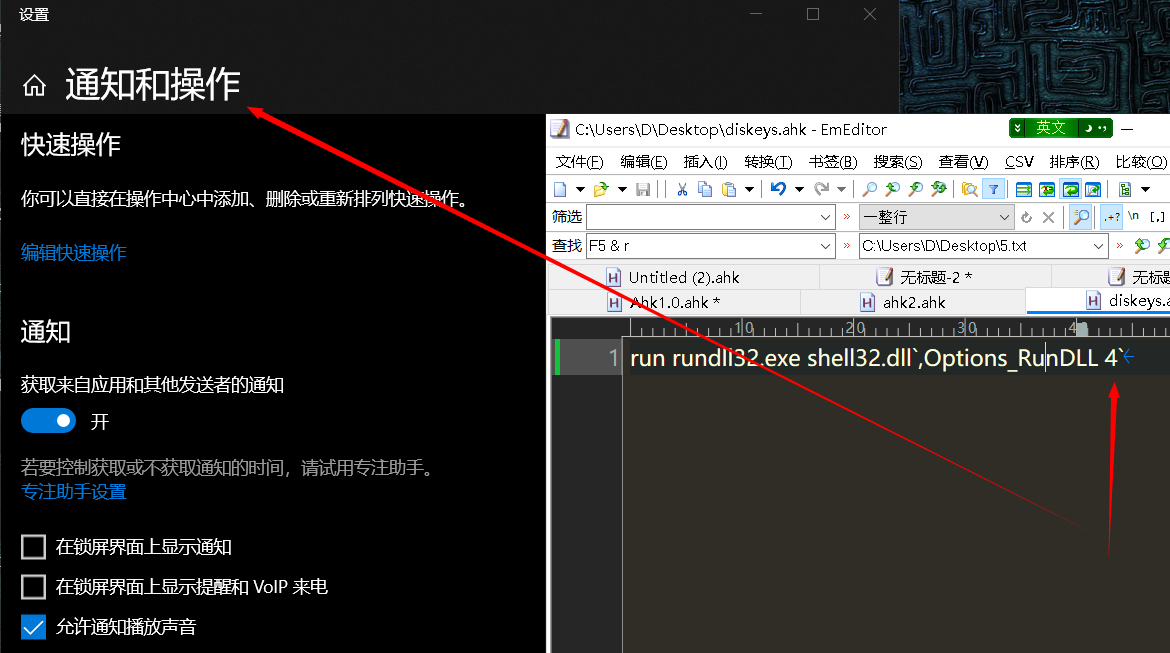 设置
通知和操作
快速操作
你可以直接在操作中心中添加、删除或重新排列快速操作。
编辑快速操作
通知
获取来自应用和其他发送者的通知
开
若要控制获取或不获取通知的时间，请试用专注助手。
专注助手设置
在锁屏界面上显示通知
在锁屏界面上显示提醒和 VoIP 来电
允许通知播放声音
C:\Users\D\Desktop\diskeys.ahk - EmEditor
英文
文件(F) 编辑(E) 插入(I) 转换(T) 书签(B) 搜索(S) 查看(V) CSV 排序(R) 比较(O)
筛选 一整行 .+? \n [,]
查找 F5 & r C:\Users\D\Desktop\5.txt
Untitled (2).ahk 无标题-2 * 无标题
Ahk1.0.ahk * ahk2.ahk diskeys.a
10 20 30 4
1 run rundll32.exe shell32.dll`,Options_RunDLL 4`